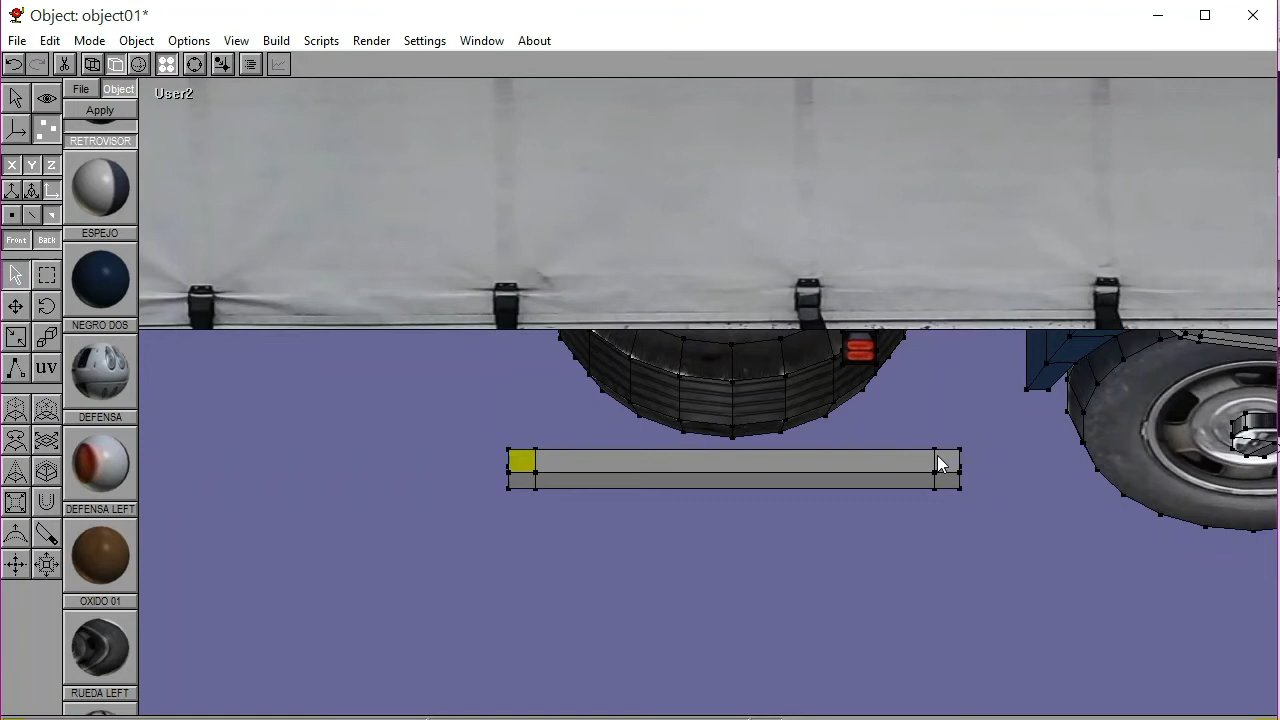 Object: object01*
File Edit Mode Object Options View Build Scripts Render Settings Window About
File Object
Apply
User2
RETROVISOR
X Y Z
ESPEJO
Front Back
NEGRO DOS
uv
DEFENSA
DEFENSA LEFT
OXIDO 01
RUEDA LEFT